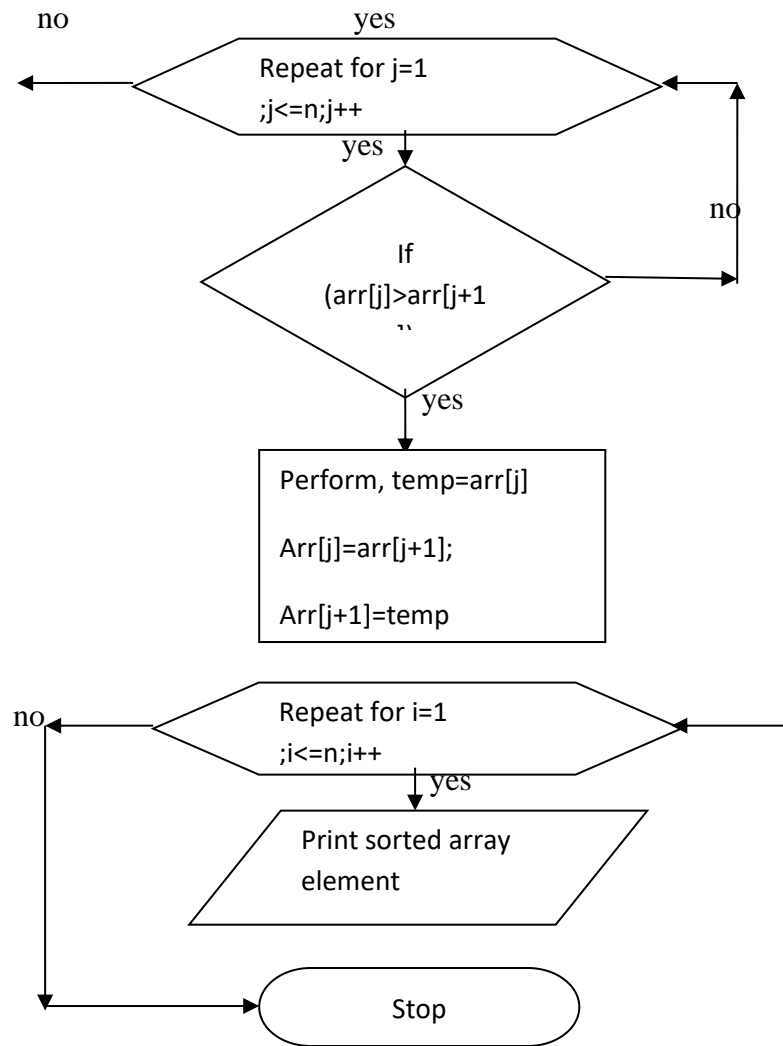 no
yes
Repeat for j=1
;j<=n;j++
yes
no
If
(arr[j]>arr[j+1
yes
Perform, temp=arr[j]
Arr[j]=arr[j+1];
Arr[j+1]=temp
no
Repeat for i=1
;i<=n;i++
yes
Print sorted array
element
Stop